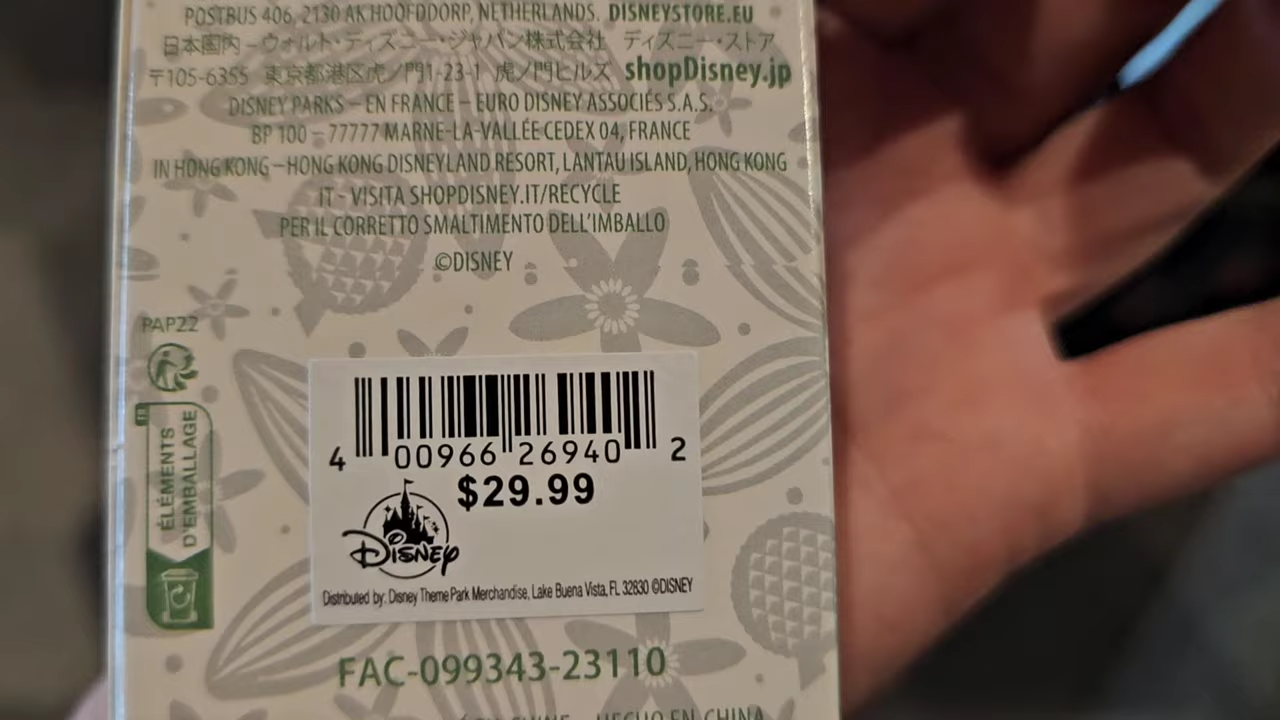 POSTBUS 406, 2130 AK HOOFDDORP, NETHERLANDS. DISNEYSTORE.EU
日本国内－ウォルト・ディズニー・ジャパン株式会社 ディズニー・ストア
〒105-6355 東京都港区虎ノ門1-23-1 虎ノ門ヒルズ shopDisney.jp
DISNEY PARKS – EN FRANCE – EURO DISNEY ASSOCIÉS S.A.S.
BP 100 – 77777 MARNE-LA-VALLÉE CEDEX 04, FRANCE
IN HONG KONG – HONG KONG DISNEYLAND RESORT, LANTAU ISLAND, HONG KONG
IT - VISITA SHOPDISNEY.IT/RECYCLE
PER IL CORRETTO SMALTIMENTO DELL'IMBALLO
©DISNEY
PAP22
FR
ÉLÉMENTS
D'EMBALLAGE
4 00966 26940 2
$29.99
Disney
Distributed by: Disney Theme Park Merchandise, Lake Buena Vista, FL 32830 ©DISNEY
FAC-099343-23110
CHINE HECHO EN CHINA